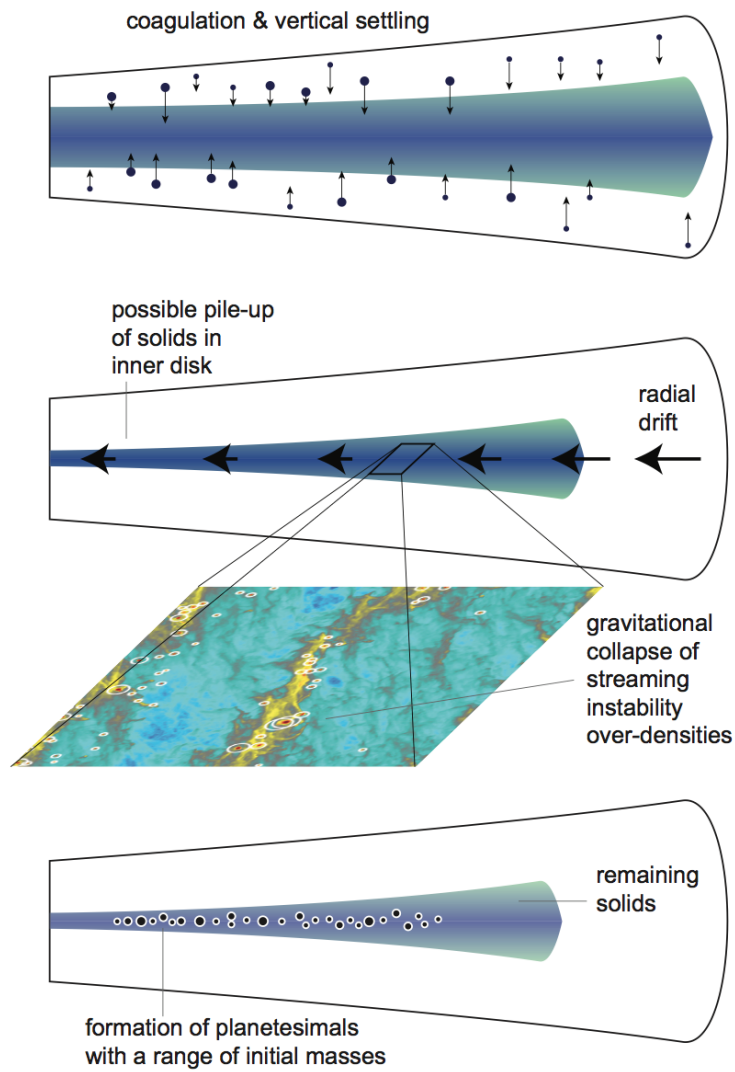 coagulation & vertical settling
possible pile-up
of solids in
inner disk
radial
drift
gravitational
collapse of
streaming
instability
over-densities
remaining
solids
formation of planetesimals
with a range of initial masses